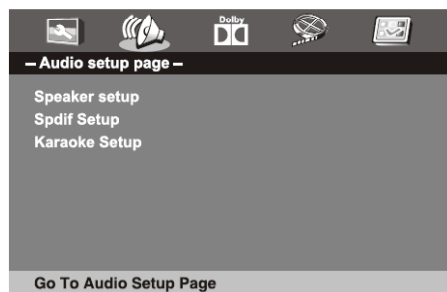 Dolby
– Audio setup page –
Speaker setup
Spdif Setup
Karaoke Setup
Go To Audio Setup Page